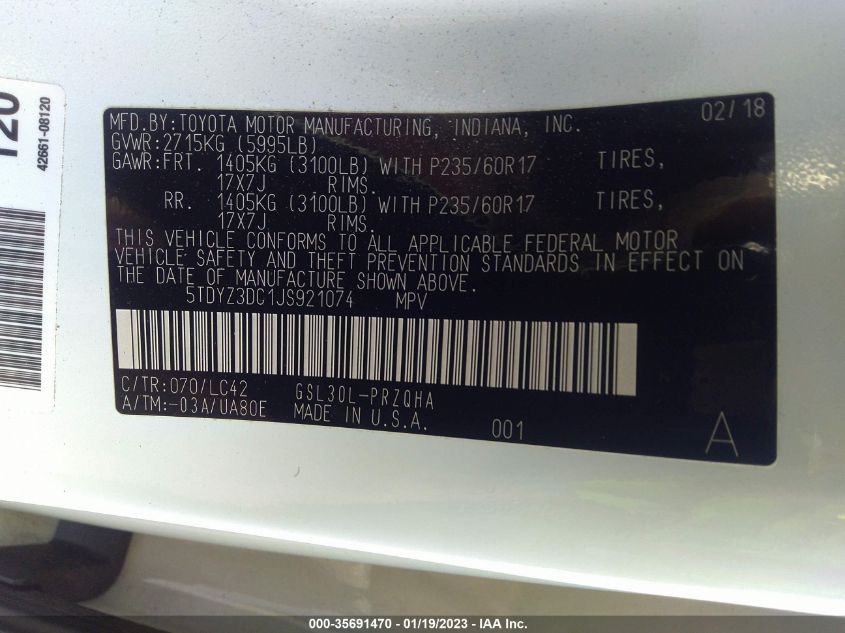 120
42661-08120
MFD.BY:TOYOTA MOTOR MANUFACTURING, INDIANA, INC. 02/18
GVWR:2715KG (5995LB)
GAWR:FRT. 1405KG (3100LB) WITH P235/60R17 TIRES,
17X7J RIMS.
RR. 1405KG (3100LB) WITH P235/60R17 TIRES,
17X7J RIMS.
THIS VEHICLE CONFORMS TO ALL APPLICABLE FEDERAL MOTOR
VEHICLE SAFETY AND THEFT PREVENTION STANDARDS IN EFFECT ON
THE DATE OF MANUFACTURE SHOWN ABOVE.
5TDYZ3DC1JS921074 MPV
C/TR:070/LC42 GSL30L-PRZQHA
A/TM:-03A/UA80E MADE IN U.S.A. 001 A
000-35691470 - 01/19/2023 - IAA Inc.